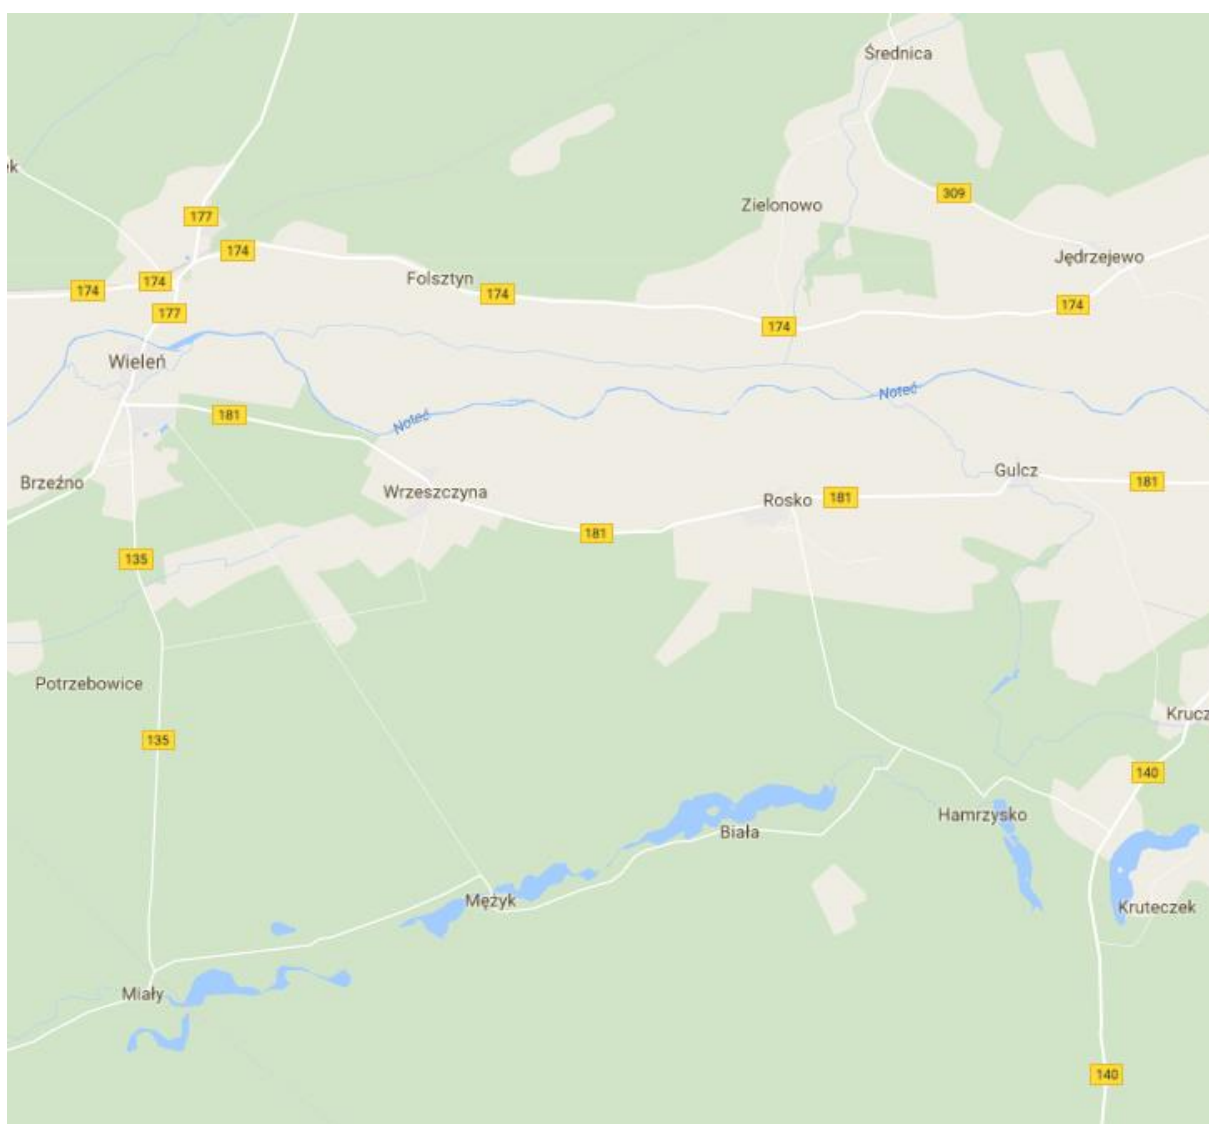 Średnica
ek
309
Zielonowo
177
174
Jędrzejewo
Folsztyn
174
174
174
174
177
174
Wieleń
Noteć
181
Noteć
Gulcz
Brzeźno
181
Wrzeszczyna
Rosko
181
181
135
Potrzebowice
Krucz
135
140
Hamrzysko
Biała
Mężyk
Kruteczek
Miały
140